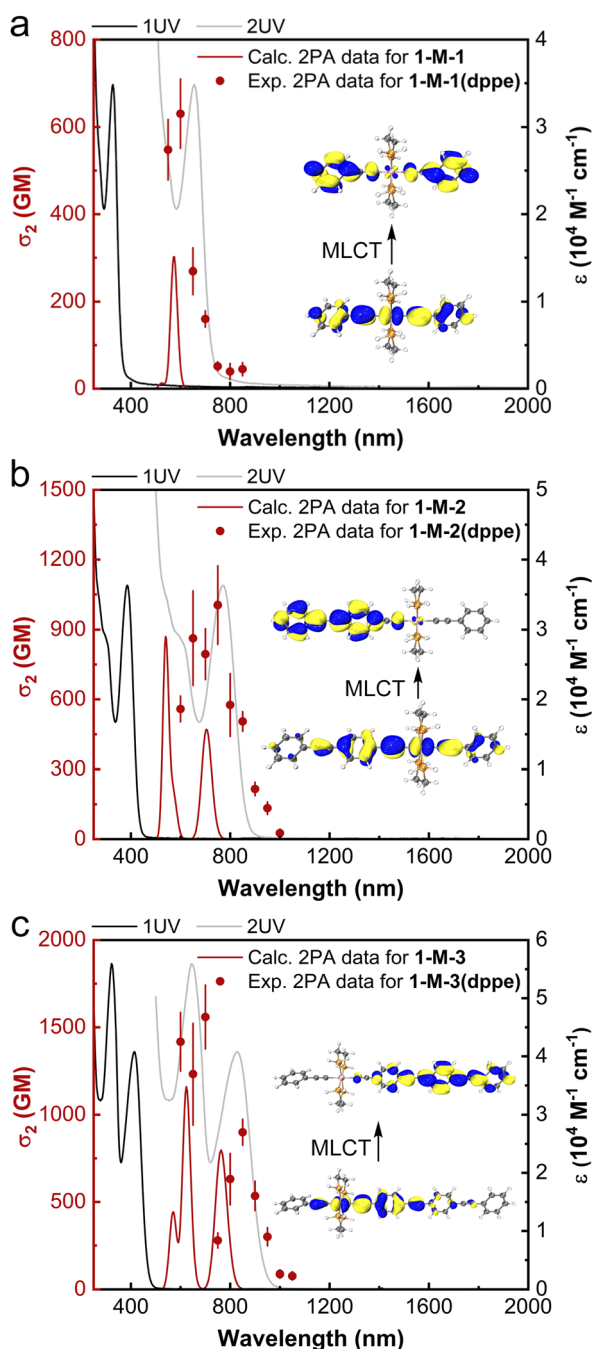 a
1UV 2UV
800
600
400
200
0
σ₂ (GM)
Calc. 2PA data for 1-M-1
Exp. 2PA data for 1-M-1(dppe)
MLCT
4
3
2
1
0
ε (10⁴ M⁻¹ cm⁻¹)
400 800 1200 1600 2000
Wavelength (nm)
b
1UV 2UV
1500
1200
900
600
300
0
σ₂ (GM)
Calc. 2PA data for 1-M-2
Exp. 2PA data for 1-M-2(dppe)
MLCT
5
4
3
2
1
0
ε (10⁴ M⁻¹ cm⁻¹)
400 800 1200 1600 2000
Wavelength (nm)
c
1UV 2UV
2000
1500
1000
500
0
σ₂ (GM)
Calc. 2PA data for 1-M-3
Exp. 2PA data for 1-M-3(dppe)
MLCT
6
5
4
3
2
1
0
ε (10⁴ M⁻¹ cm⁻¹)
400 800 1200 1600 2000
Wavelength (nm)